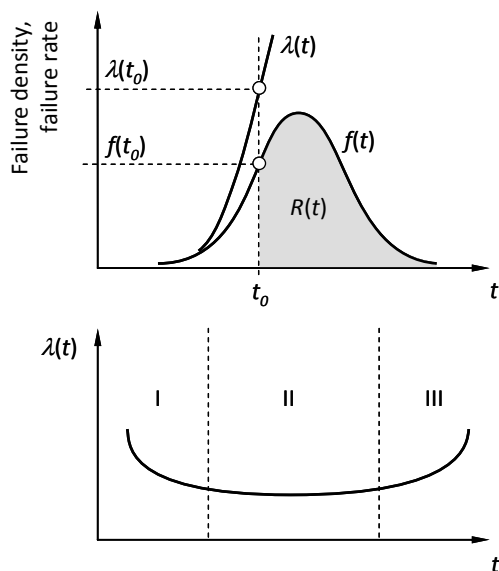 Failure density,
failure rate
λ(t)
λ(t₀)
f(t₀)
f(t)
R(t)
t₀
t
λ(t)
I
II
III
t